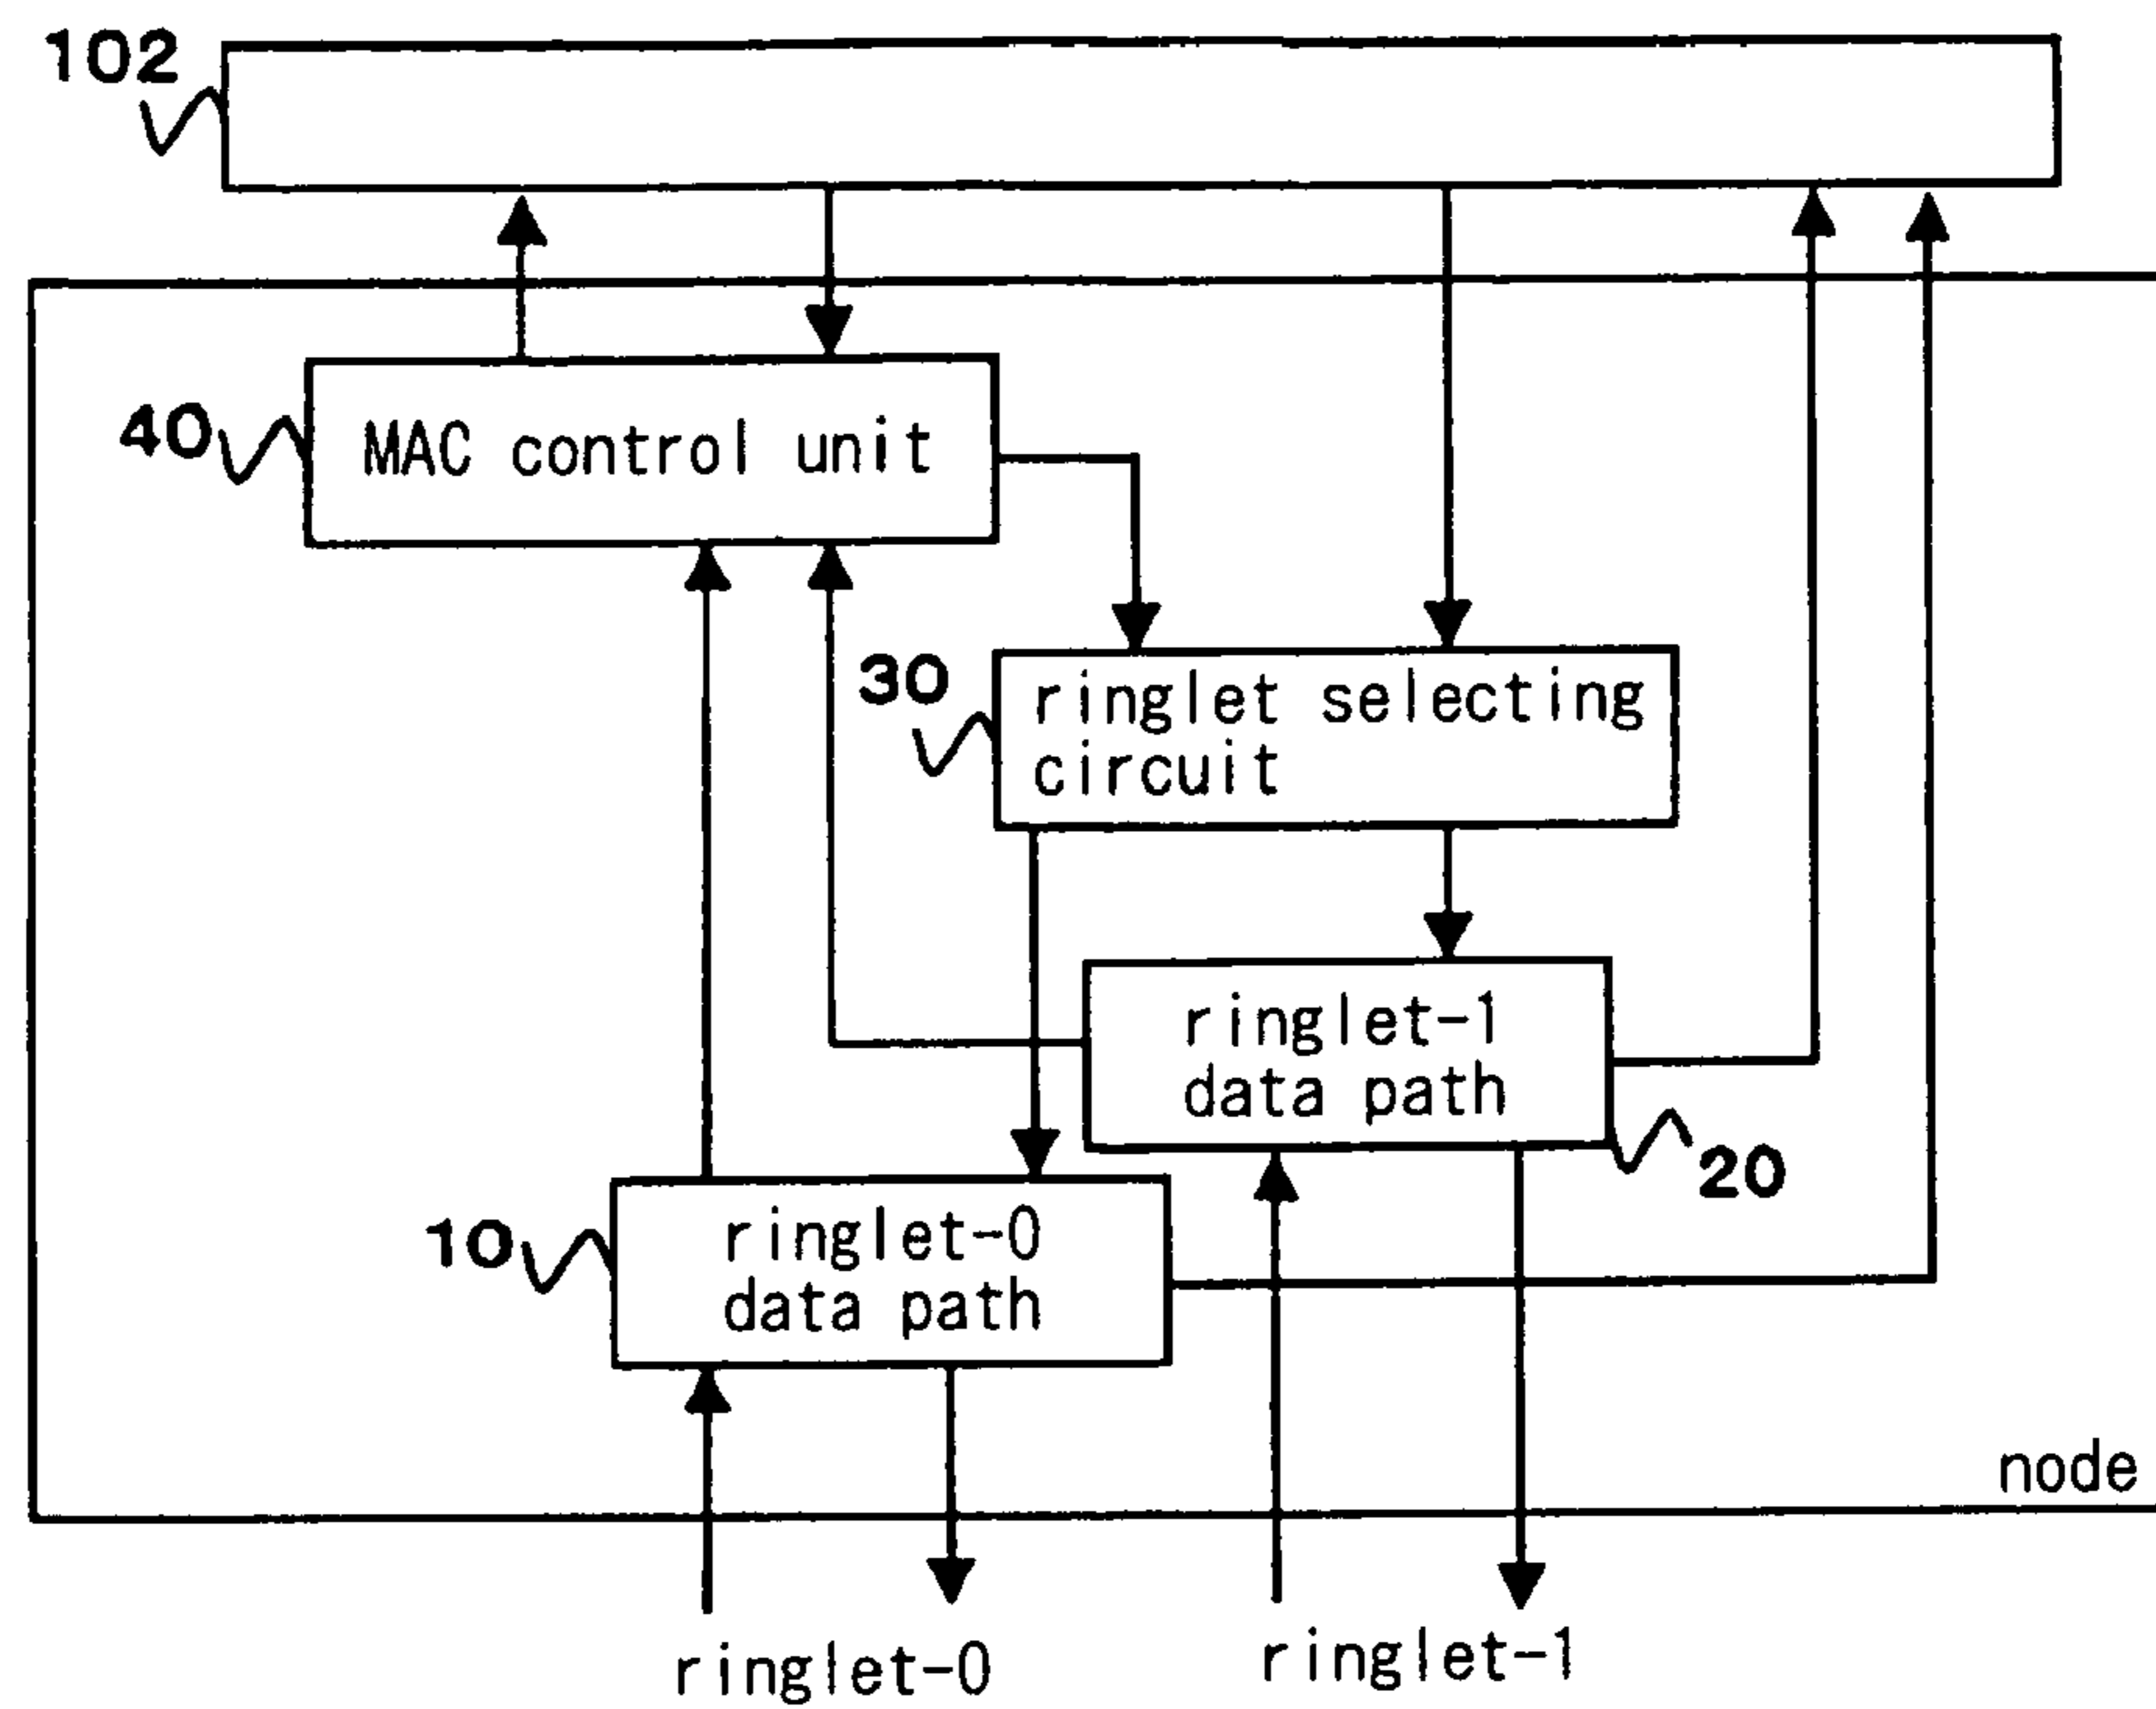 102
40
MAC control unit
30
ringlet selecting
circuit
ringlet-1
data path
20
10
ringlet-0
data path
node
ringlet-0
ringlet-1